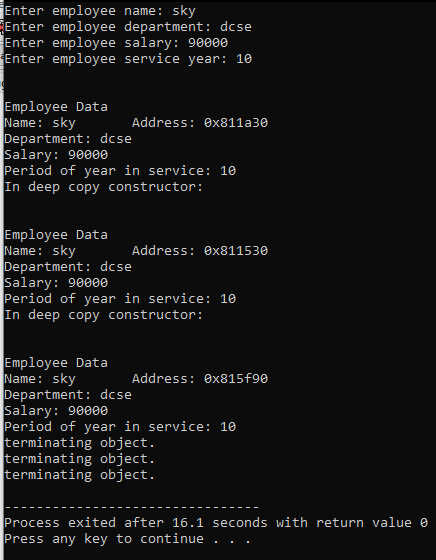 Enter employee name: sky
Enter employee department: dcse
Enter employee salary: 90000
Enter employee service year: 10
Employee Data
Name: sky Address: 0x811a30
Department: dcse
Salary: 90000
Period of year in service: 10
In deep copy constructor:
Employee Data
Name: sky Address: 0x811530
Department: dcse
Salary: 90000
Period of year in service: 10
In deep copy constructor:
Employee Data
Name: sky Address: 0x815f90
Department: dcse
Salary: 90000
Period of year in service: 10
terminating object.
terminating object.
terminating object.
--------------------------------
Process exited after 16.1 seconds with return value 0
Press any key to continue . . .